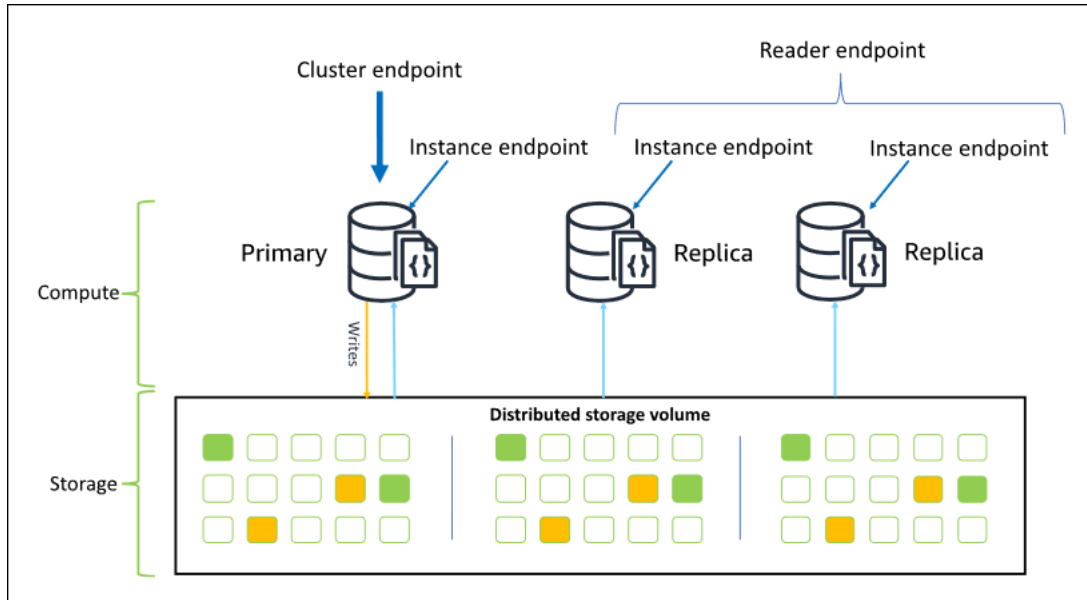 Reader endpoint
Cluster endpoint
Instance endpoint
Instance endpoint
Instance endpoint
Primary
{}
{}
Replica
{}
Replica
Compute
Writes
Distributed storage volume
Storage